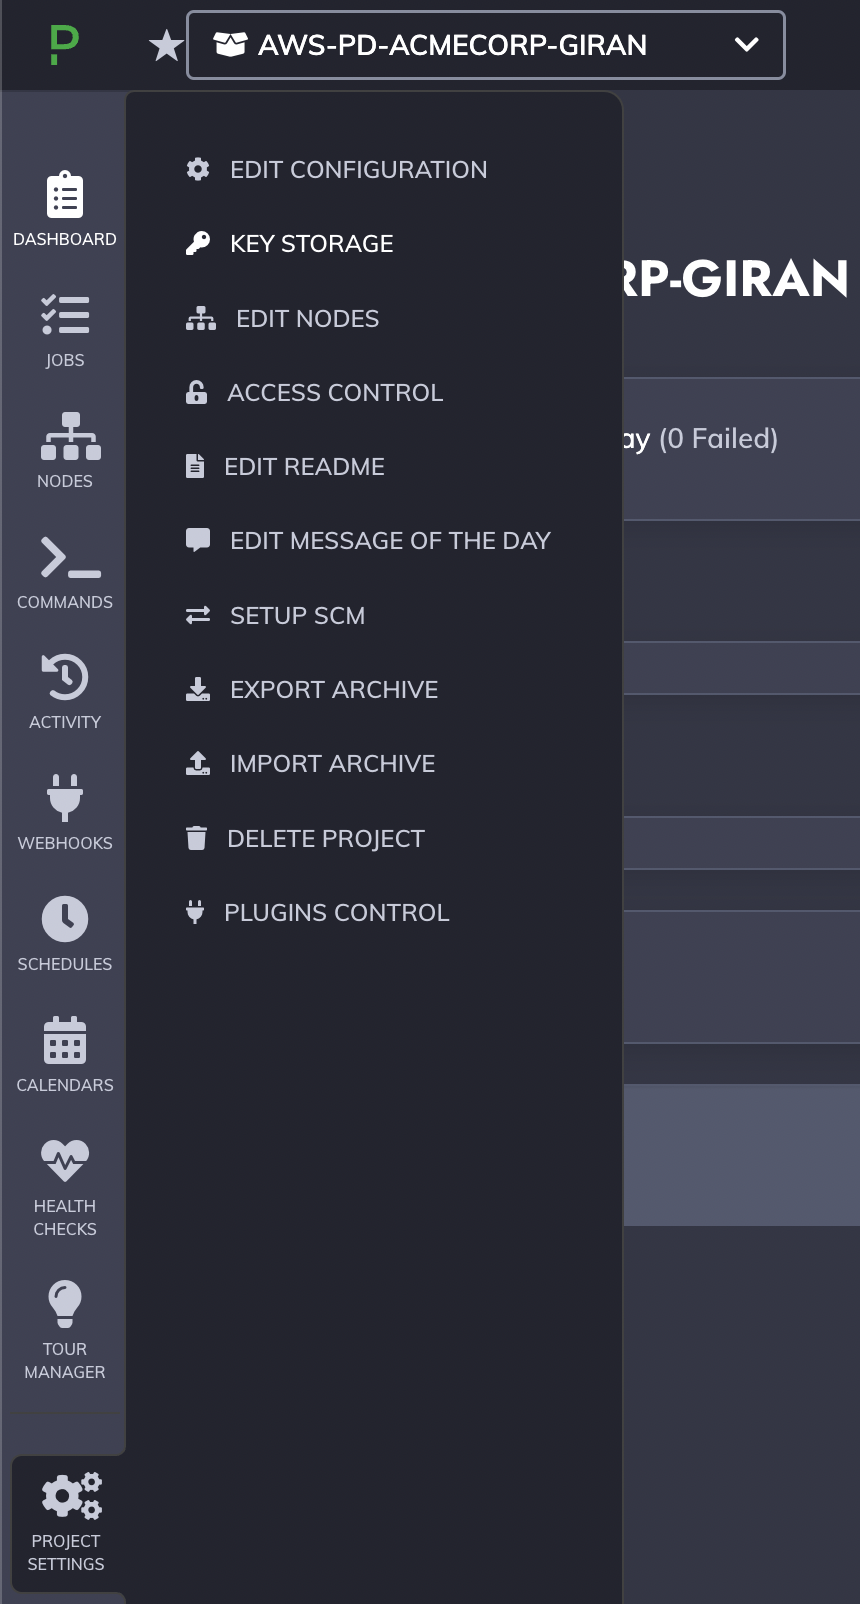 AWS-PD-ACMECORP-GIRAN
DASHBOARD
JOBS
NODES
COMMANDS
ACTIVITY
WEBHOOKS
SCHEDULES
CALENDARS
HEALTH
CHECKS
TOUR
MANAGER
PROJECT
SETTINGS
EDIT CONFIGURATION
KEY STORAGE
EDIT NODES
ACCESS CONTROL
EDIT README
EDIT MESSAGE OF THE DAY
SETUP SCM
EXPORT ARCHIVE
IMPORT ARCHIVE
DELETE PROJECT
PLUGINS CONTROL
RP-GIRAN
ay (0 Failed)